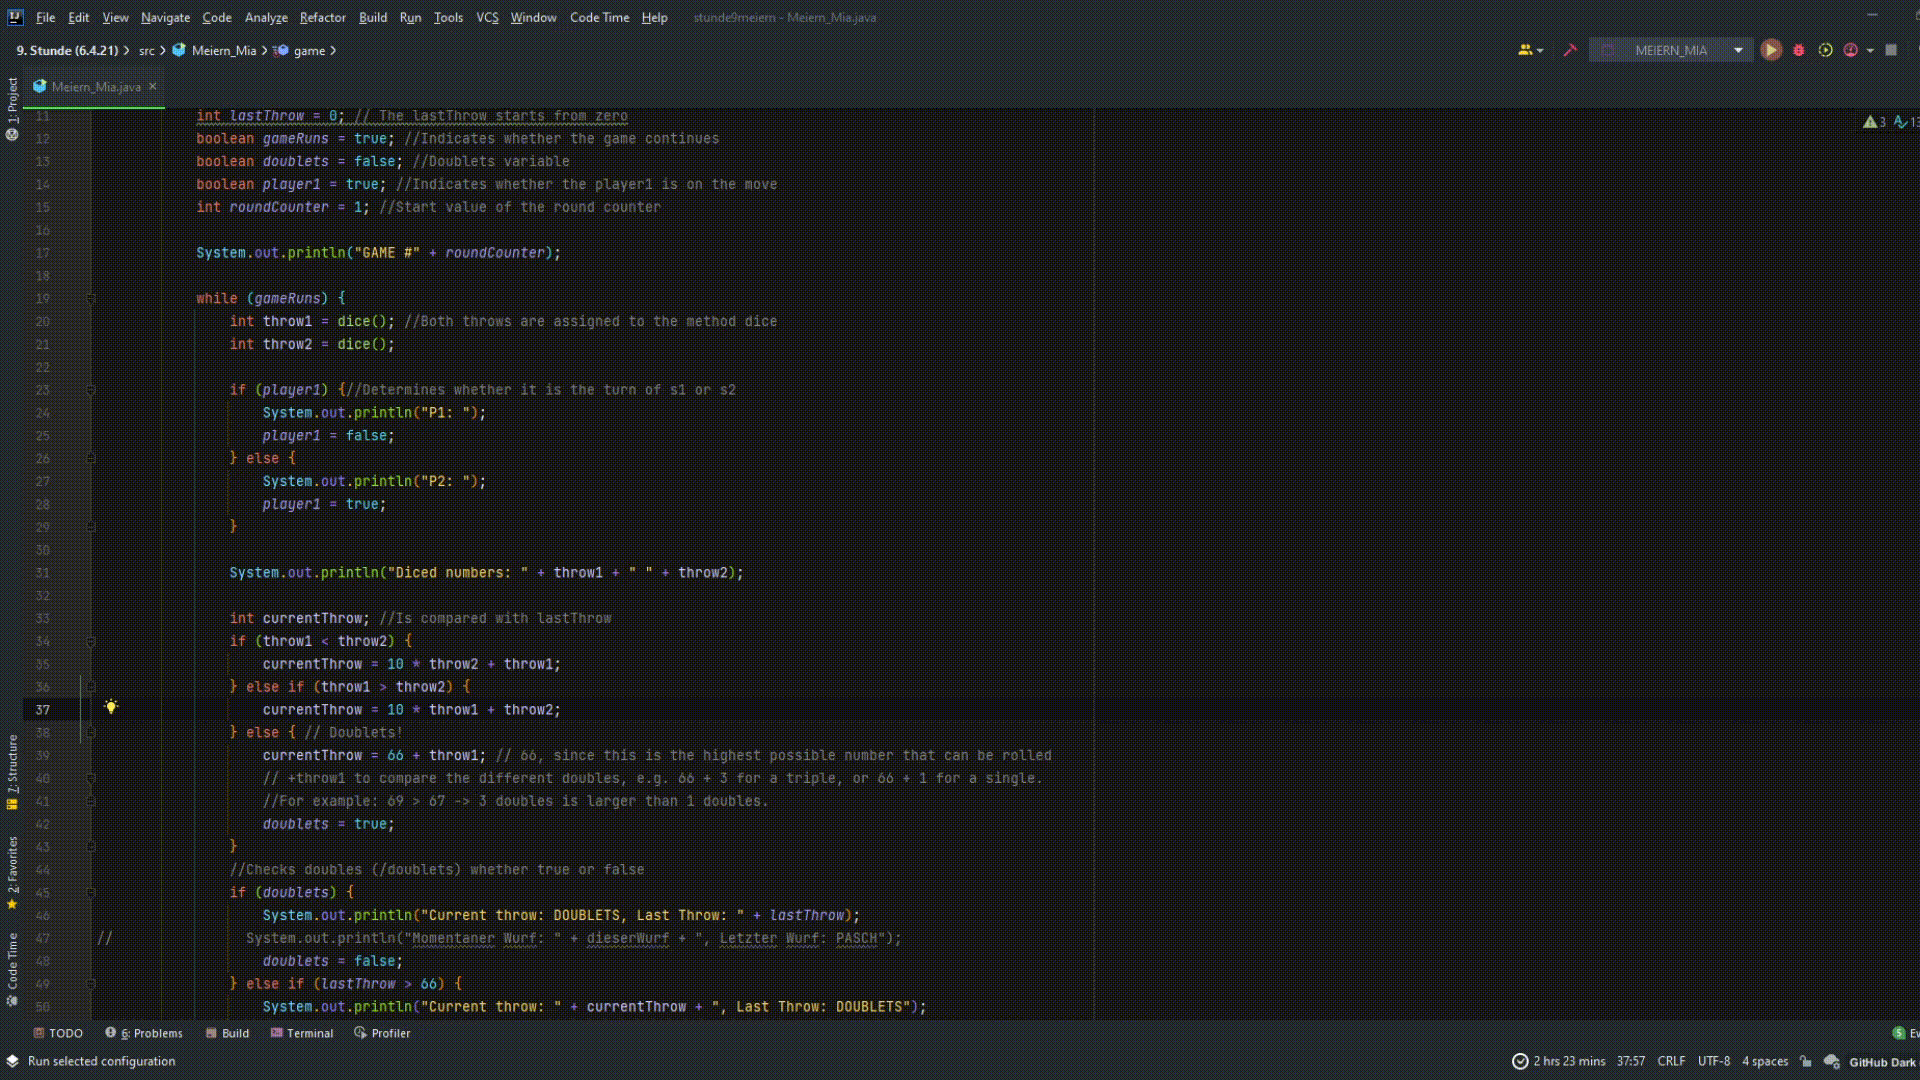 File Edit View Navigate Code Analyze Refactor Build Run Tools VCS Window Code Time Help stunde9meiern - Meiern_Mia.java
9. Stunde (6.4.21) src Meiern_Mia game MEIERN_MIA
1: Project
Meiern_Mia.java
3 13
11 int lastThrow = 0; // The lastThrow starts from zero
12 boolean gameRuns = true; //Indicates whether the game continues
13 boolean doublets = false; //Doublets variable
14 boolean player1 = true; //Indicates whether the player1 is on the move
15 int roundCounter = 1; //Start value of the round counter
16
17 System.out.println("GAME #" + roundCounter);
18
19 while (gameRuns) {
20 int throw1 = dice(); //Both throws are assigned to the method dice
21 int throw2 = dice();
22
23 if (player1) {//Determines whether it is the turn of s1 or s2
24 System.out.println("P1: ");
25 player1 = false;
26 } else {
27 System.out.println("P2: ");
28 player1 = true;
29 }
30
31 System.out.println("Diced numbers: " + throw1 + " " + throw2);
32
33 int currentThrow; //Is compared with lastThrow
34 if (throw1 < throw2) {
35 currentThrow = 10 * throw2 + throw1;
36 } else if (throw1 > throw2) {
37 currentThrow = 10 * throw1 + throw2;
38 } else { // Doublets!
39 currentThrow = 66 + throw1; // 66, since this is the highest possible number that can be rolled
40 // +throw1 to compare the different doubles, e.g. 66 + 3 for a triple, or 66 + 1 for a single.
41 //For example: 69 > 67 -> 3 doubles is larger than 1 doubles.
42 doublets = true;
43 }
44 //Checks doubles (/doublets) whether true or false
45 if (doublets) {
46 System.out.println("Current throw: DOUBLETS, Last Throw: " + lastThrow);
47 // System.out.println("Momentaner Wurf: " + dieserWurf + ", Letzter Wurf: PASCH");
48 doublets = false;
49 } else if (lastThrow > 66) {
50 System.out.println("Current throw: " + currentThrow + ", Last Throw: DOUBLETS");
7: Structure
2: Favorites
Code Time
TODO 6: Problems Build Terminal Profiler 5 Ev
Run selected configuration 2 hrs 23 mins 37:57 CRLF UTF-8 4 spaces GitHub Dark